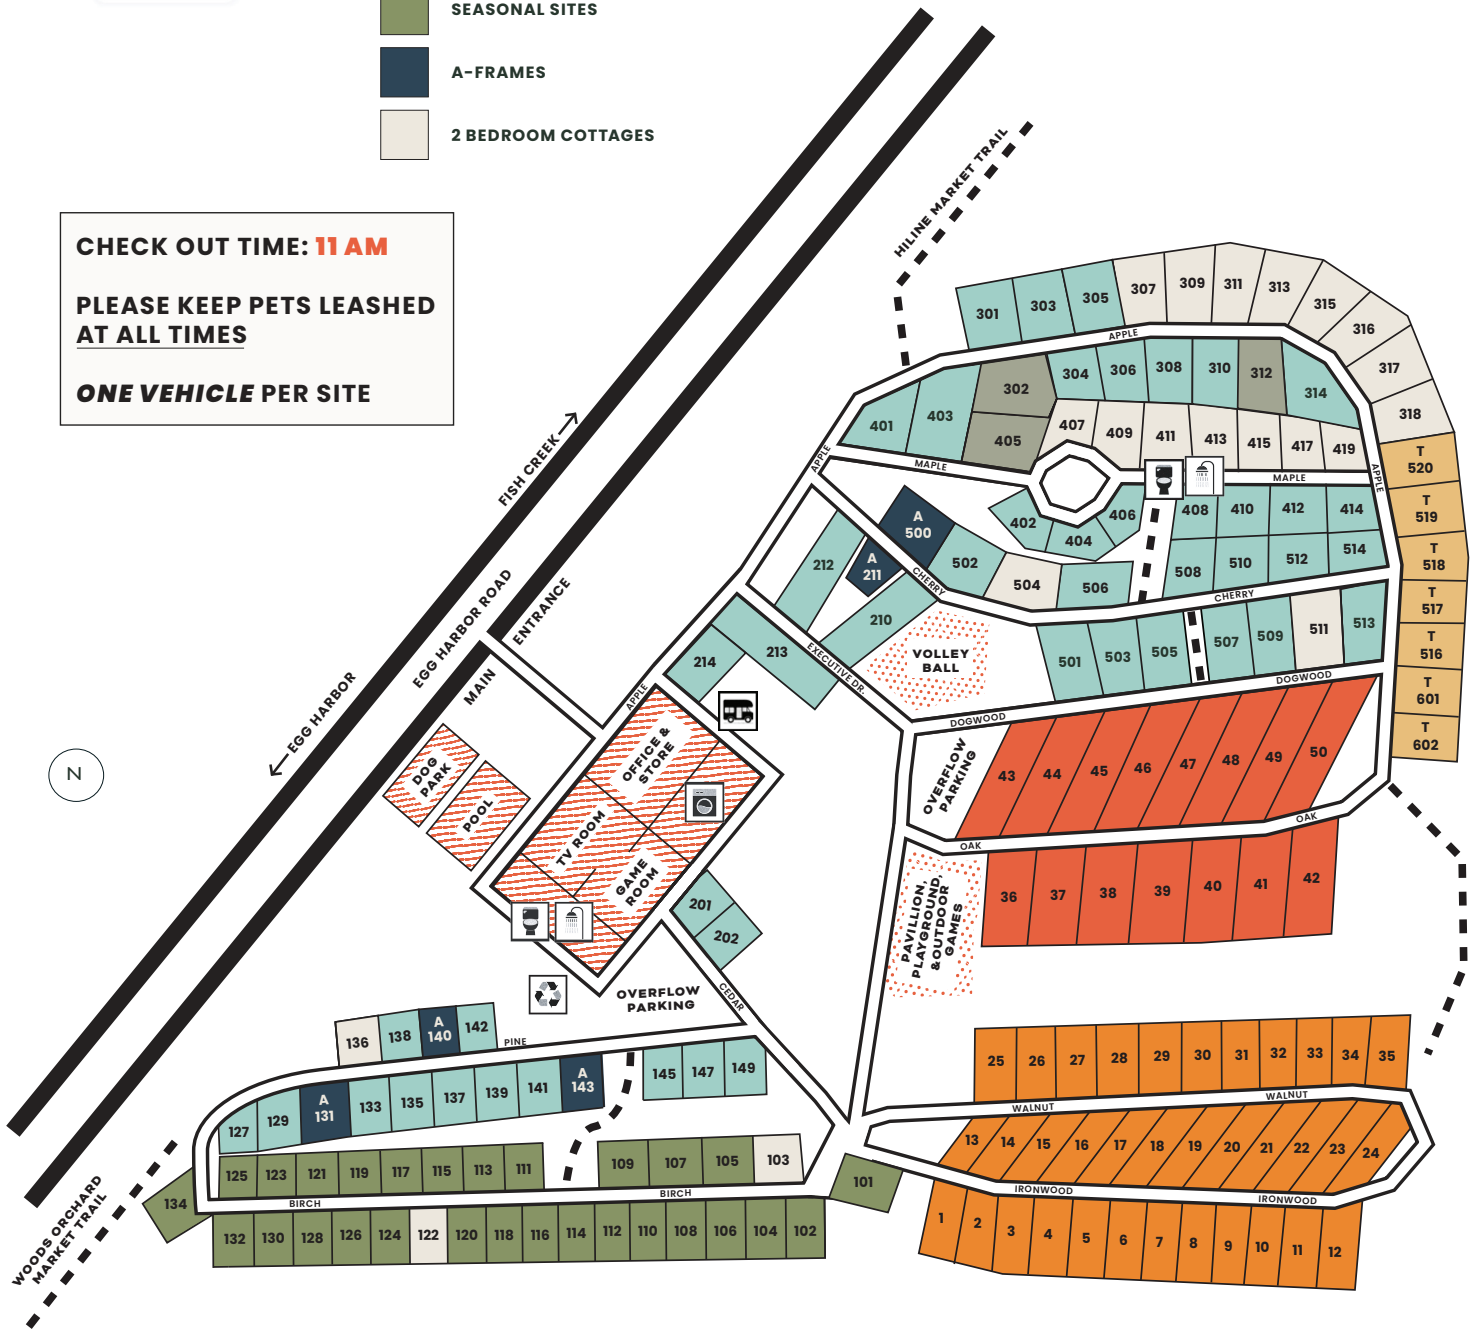 SEASONAL SITES
A-FRAMES
2 BEDROOM COTTAGES
CHECK OUT TIME: 11 AM
PLEASE KEEP PETS LEASHED
AT ALL TIMES
ONE VEHICLE PER SITE
HILINE MARKET TRAIL
FISH CREEK
EGG HARBOR ROAD
EGG HARBOR
MAIN
ENTRANCE
N
301
303
305
307
309
311
313
315
316
317
318
APPLE
302
304
306
308
310
312
314
401
403
405
407
409
411
413
415
417
419
APPLE
MAPLE
MAPLE
APPLE
402
404
406
408
410
412
414
A
500
502
504
506
508
510
512
514
212
A
211
210
CHERRY
CHERRY
501
503
505
507
509
511
513
T
520
T
519
T
518
T
517
T
516
T
601
T
602
214
213
EXECUTIVE DR.
VOLLEY
BALL
DOGWOOD
DOGWOOD
APPLE
OFFICE &
STORE
TV ROOM
GAME
ROOM
DOG
PARK
POOL
OVERFLOW
PARKING
43
44
45
46
47
48
49
50
OAK
OAK
36
37
38
39
40
41
42
PAVILLION,
PLAYGROUND,
&OUTDOOR
GAMES
201
202
CEDAR
OVERFLOW
PARKING
136
138
A
140
142
PINE
127
129
A
131
133
135
137
139
141
A
143
145
147
149
125
123
121
119
117
115
113
111
109
107
105
103
BIRCH
BIRCH
134
132
130
128
126
124
122
120
118
116
114
112
110
108
106
104
102
101
WOODS ORCHARD
MARKET TRAIL
25
26
27
28
29
30
31
32
33
34
35
WALNUT
WALNUT
13
14
15
16
17
18
19
20
21
22
23
24
IRONWOOD
IRONWOOD
1
2
3
4
5
6
7
8
9
10
11
12